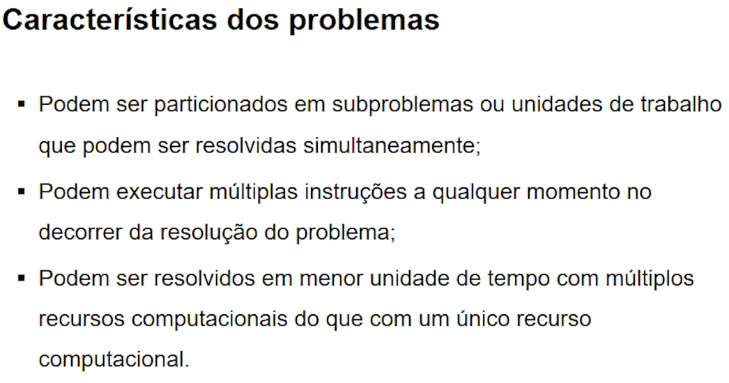 Características dos problemas
▪ Podem ser particionados em subproblemas ou unidades de trabalho
que podem ser resolvidas simultaneamente;
▪ Podem executar múltiplas instruções a qualquer momento no
decorrer da resolução do problema;
▪ Podem ser resolvidos em menor unidade de tempo com múltiplos
recursos computacionais do que com um único recurso
computacional.